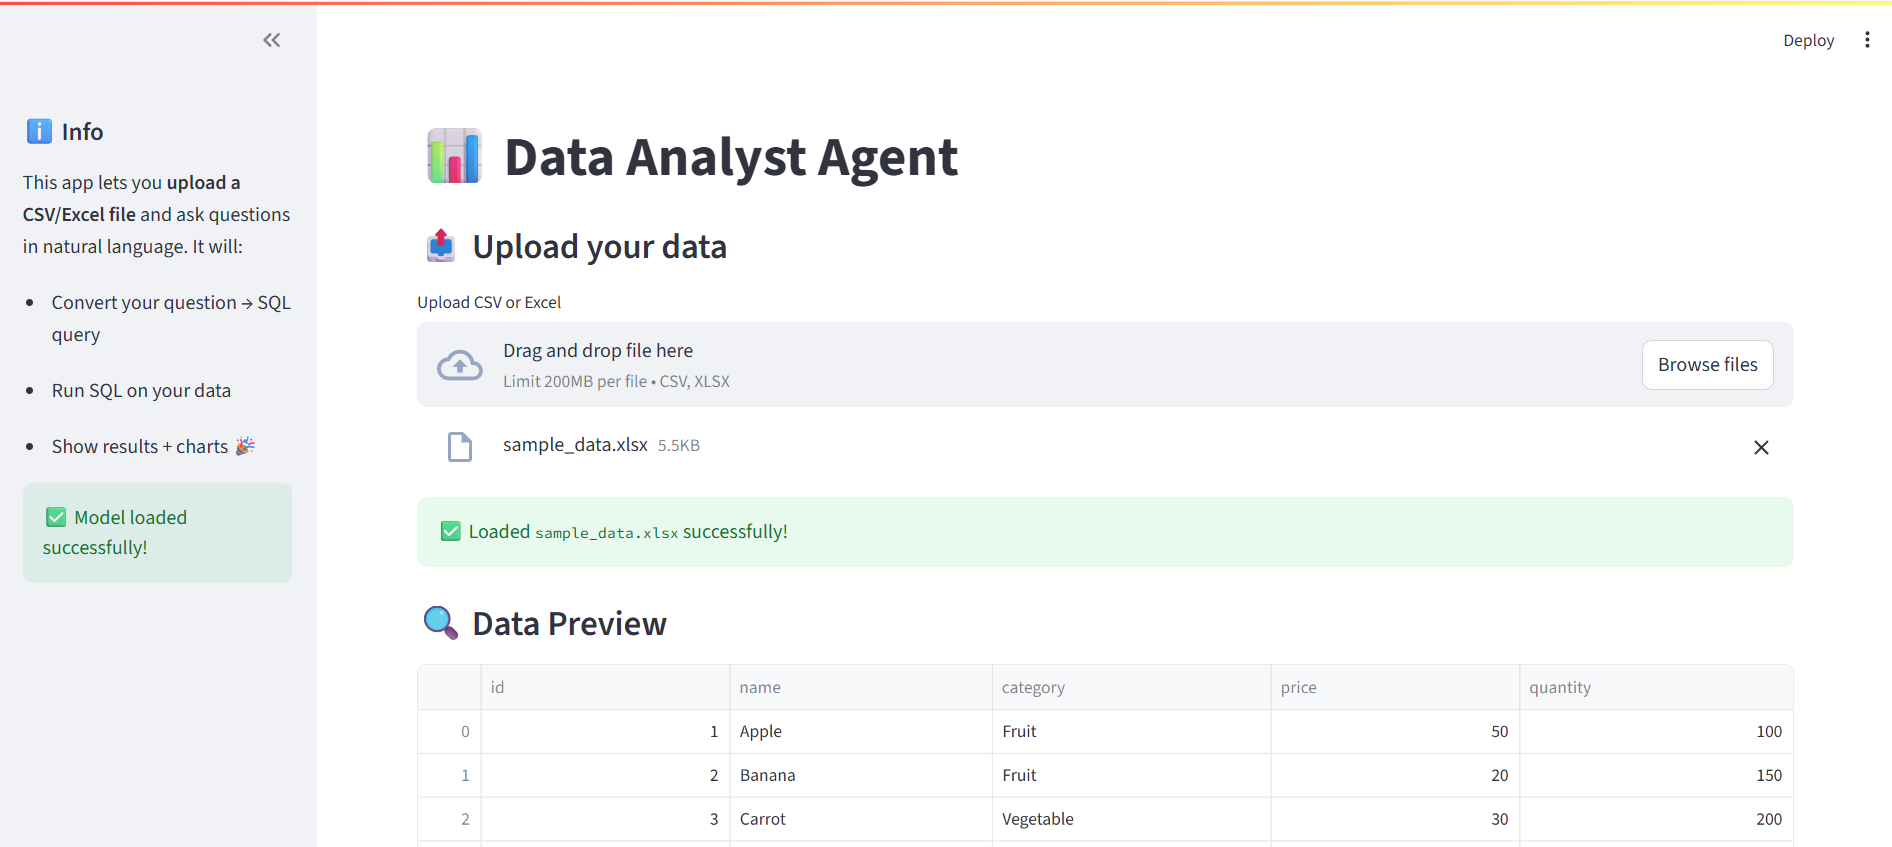 Deploy
Info
This app lets you upload a
CSV/Excel file and ask questions
in natural language. It will:
• Convert your question → SQL
query
• Run SQL on your data
• Show results + charts 🎉
✅ Model loaded
successfully!
Data Analyst Agent
Upload your data
Upload CSV or Excel
Drag and drop file here
Limit 200MB per file • CSV, XLSX
Browse files
sample_data.xlsx 5.5KB
✅ Loaded sample_data.xlsx successfully!
Data Preview
id name category price quantity
0 1 Apple Fruit 50 100
1 2 Banana Fruit 20 150
2 3 Carrot Vegetable 30 200